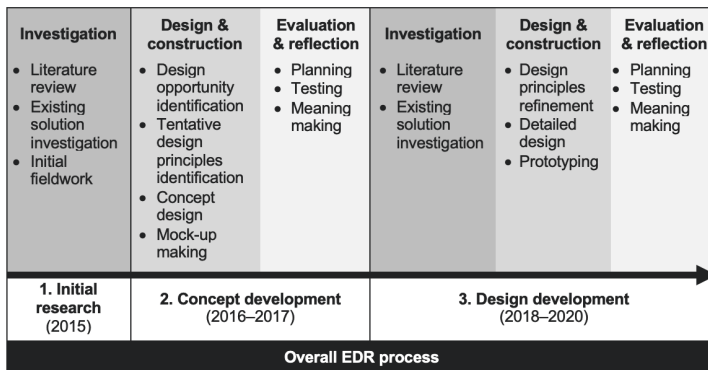 Investigation
• Literature
review
• Existing
solution
investigation
• Initial
fieldwork
Design &
construction
• Design
opportunity
identification
• Tentative
design
principles
identification
• Concept
design
• Mock-up
making
Evaluation
& reflection
• Planning
• Testing
• Meaning
making
Investigation
• Literature
review
• Existing
solution
investigation
Design &
construction
• Design
principles
refinement
• Detailed
design
• Prototyping
Evaluation
& reflection
• Planning
• Testing
• Meaning
making
1. Initial
research
(2015)
2. Concept development
(2016–2017)
3. Design development
(2018–2020)
Overall EDR process